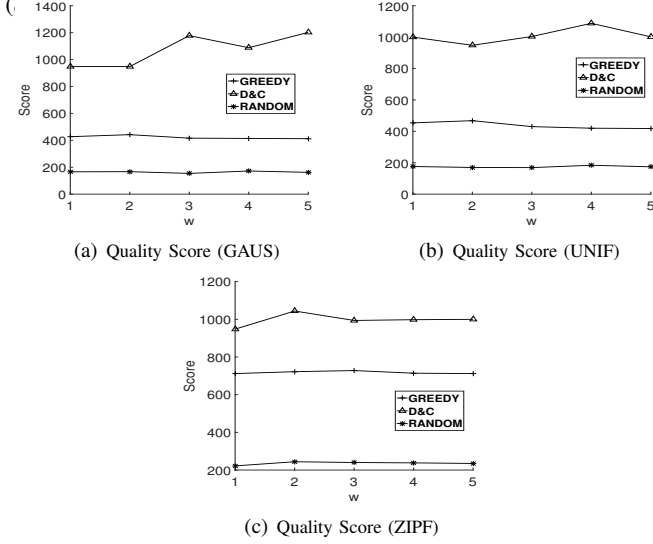 (
1400
1200
1000
800
600
400
200
0
Score
GREEDY
D&C
RANDOM
1 2 3 4 5
w
(a) Quality Score (GAUS)
1200
1000
800
600
400
200
0
Score
GREEDY
D&C
RANDOM
1 2 3 4 5
w
(b) Quality Score (UNIF)
1200
1000
800
600
400
200
Score
GREEDY
D&C
RANDOM
1 2 3 4 5
w
(c) Quality Score (ZIPF)